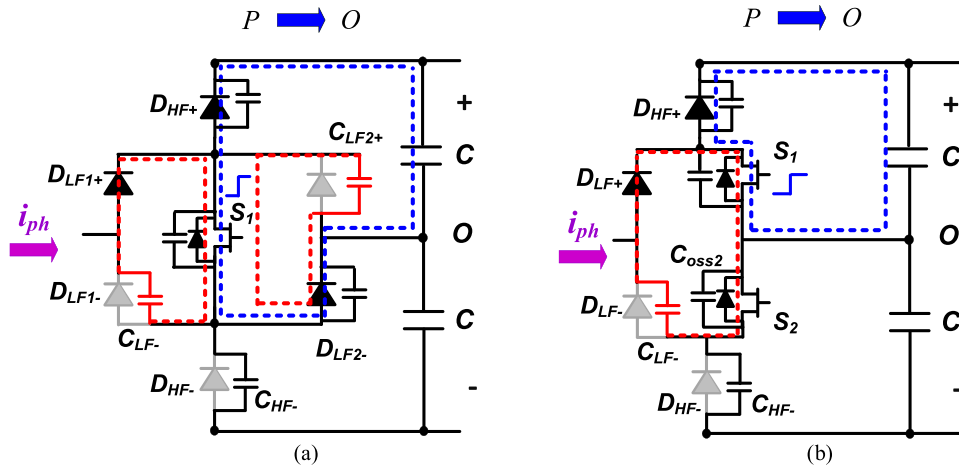 P O
D_HF+
C_LF2+
+
C
D_LF1+
S_1
i_ph
O
D_LF1-
C
C_LF-
D_LF2-
D_HF-
C_HF-
-
(a)
P O
D_HF+
+
S_1
C
D_LF+
i_ph
O
C_oss2
D_LF-
S_2
C
C_LF-
D_HF-
C_HF-
-
(b)